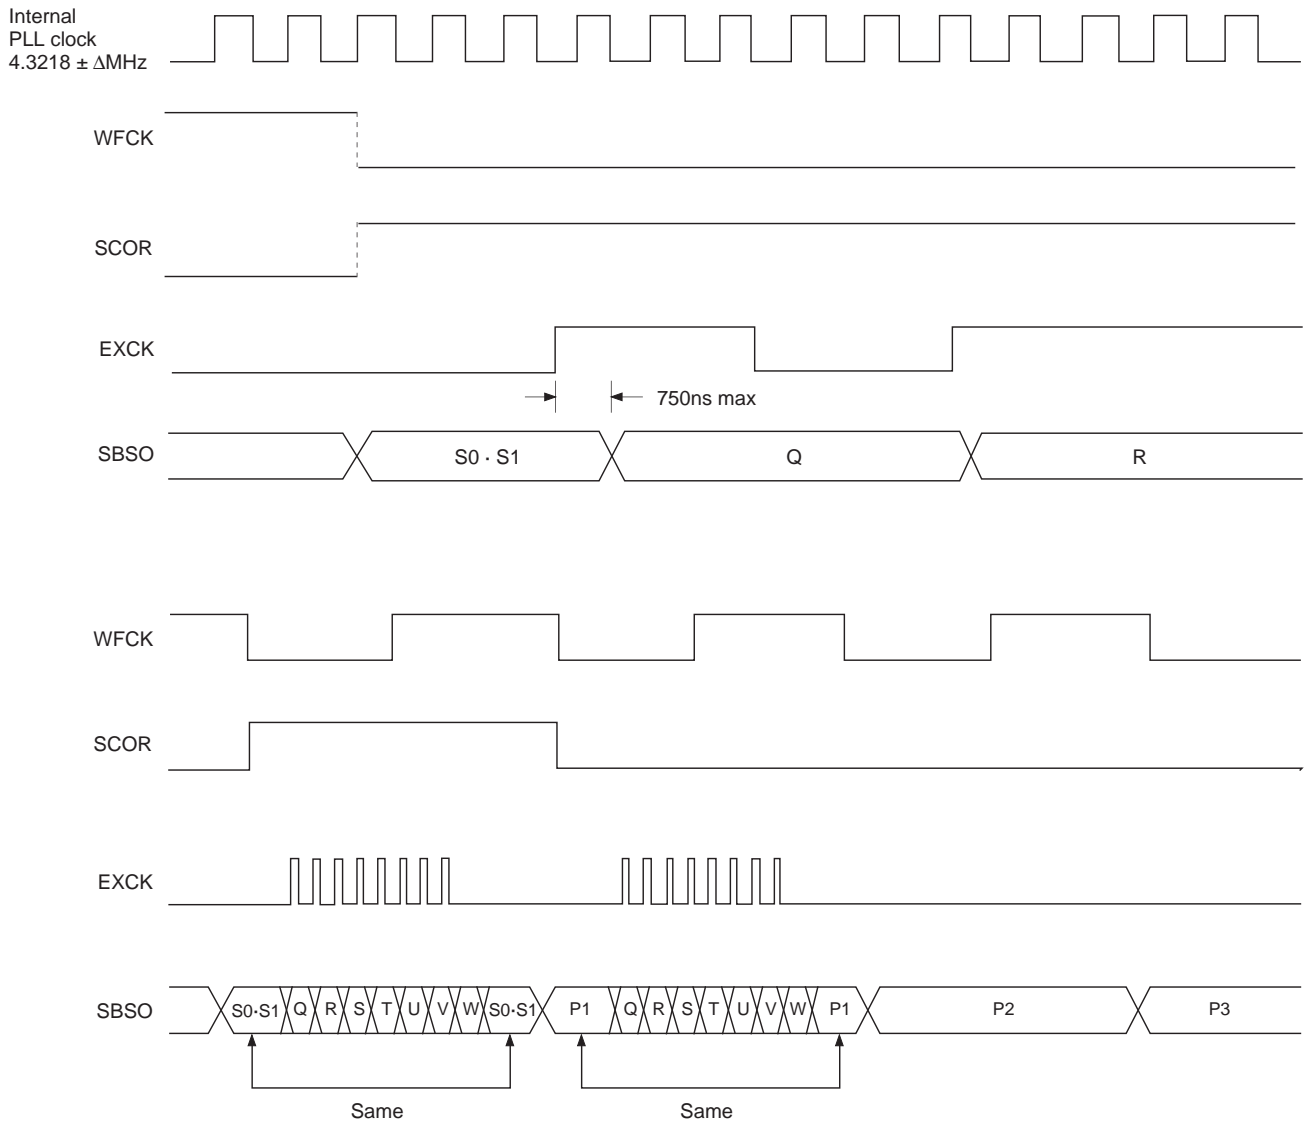 Internal
PLL clock
4.3218 ± ΔMHz
WFCK
SCOR
EXCK
750ns max
SBSO
S0 · S1
Q
R
WFCK
SCOR
EXCK
SBSO
S0·S1 Q R S T U V W S0·S1 P1 Q R S T U V W P1 P2 P3
Same
Same